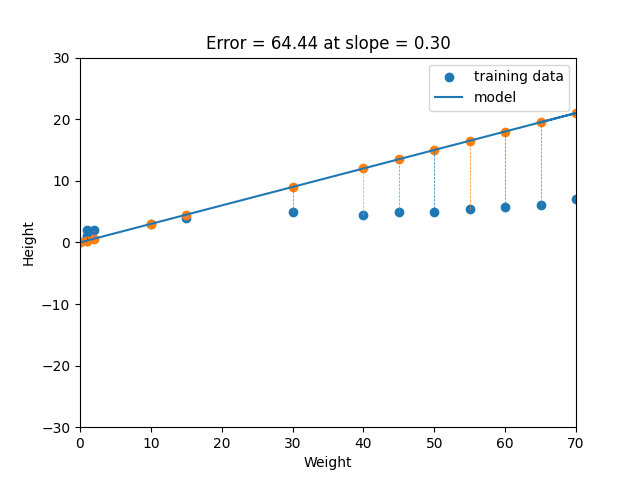 Error = 64.44 at slope = 0.30
training data
model
30
20
10
0
−10
−20
−30
Height
0 10 20 30 40 50 60 70
Weight